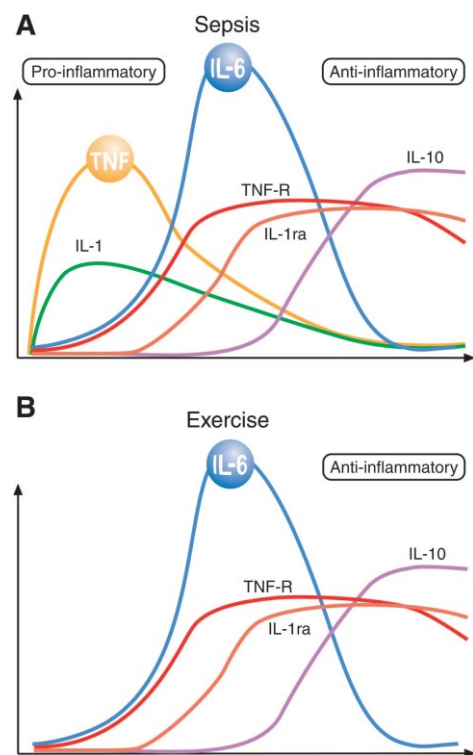 A
Sepsis
Pro-inflammatory
IL-6
Anti-inflammatory
TNF
IL-10
TNF-R
IL-1
IL-1ra
B
Exercise
IL-6
Anti-inflammatory
IL-10
TNF-R
IL-1ra